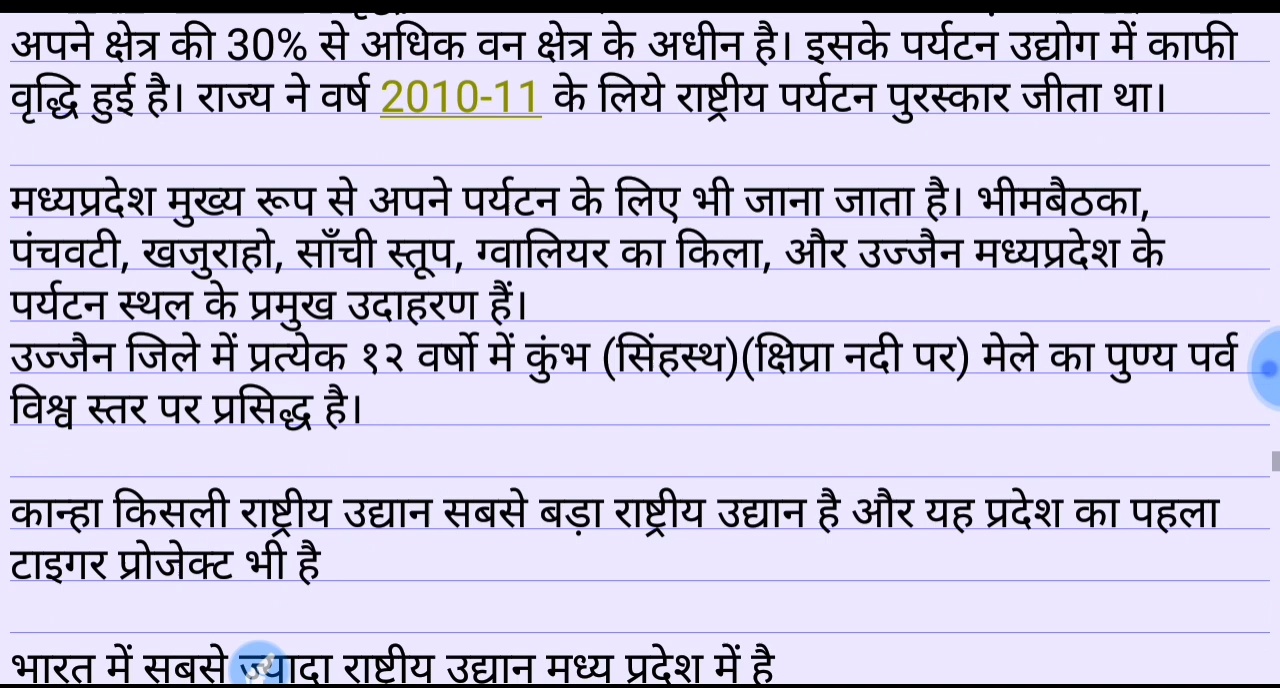 अपने क्षेत्र की 30% से अधिक वन क्षेत्र के अधीन है। इसके पर्यटन उद्योग में काफी
वृद्धि हुई है। राज्य ने वर्ष 2010-11 के लिये राष्ट्रीय पर्यटन पुरस्कार जीता था।
मध्यप्रदेश मुख्य रूप से अपने पर्यटन के लिए भी जाना जाता है। भीमबैठका,
पंचवटी, खजुराहो, साँची स्तूप, ग्वालियर का किला, और उज्जैन मध्यप्रदेश के
पर्यटन स्थल के प्रमुख उदाहरण हैं।
उज्जैन जिले में प्रत्येक १२ वर्षो में कुंभ (सिंहस्थ)(क्षिप्रा नदी पर) मेले का पुण्य पर्व
विश्व स्तर पर प्रसिद्ध है।
कान्हा किसली राष्ट्रीय उद्यान सबसे बड़ा राष्ट्रीय उद्यान है और यह प्रदेश का पहला
टाइगर प्रोजेक्ट भी है
भारत में सबसे ज्यादा राष्ट्रीय उद्यान मध्य प्रदेश में है